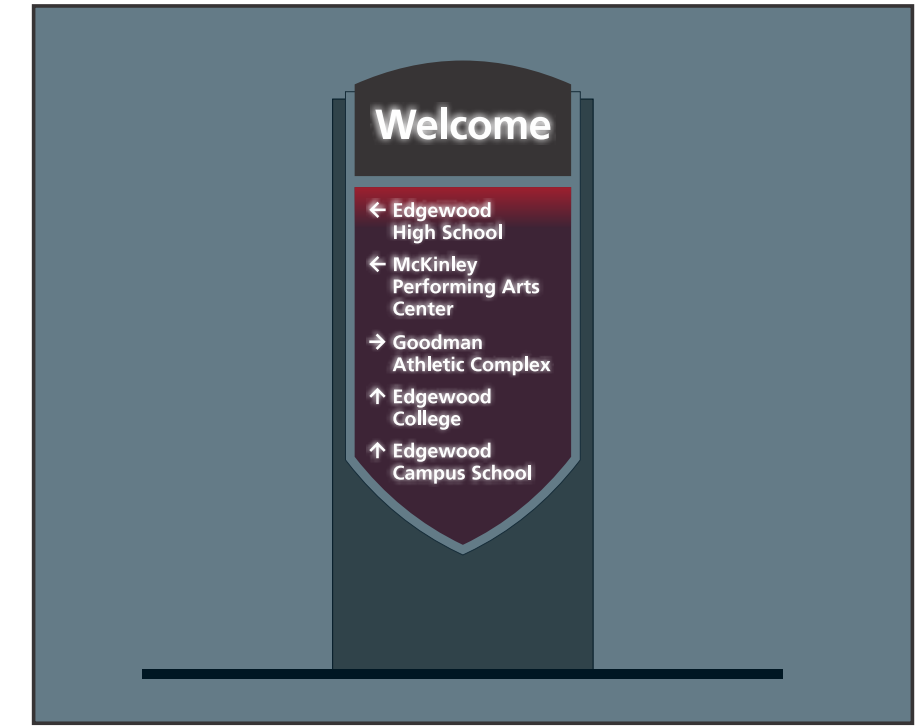 Welcome
← Edgewood
High School
← McKinley
Performing Arts
Center
→ Goodman
Athletic Complex
↑ Edgewood
College
↑ Edgewood
Campus School